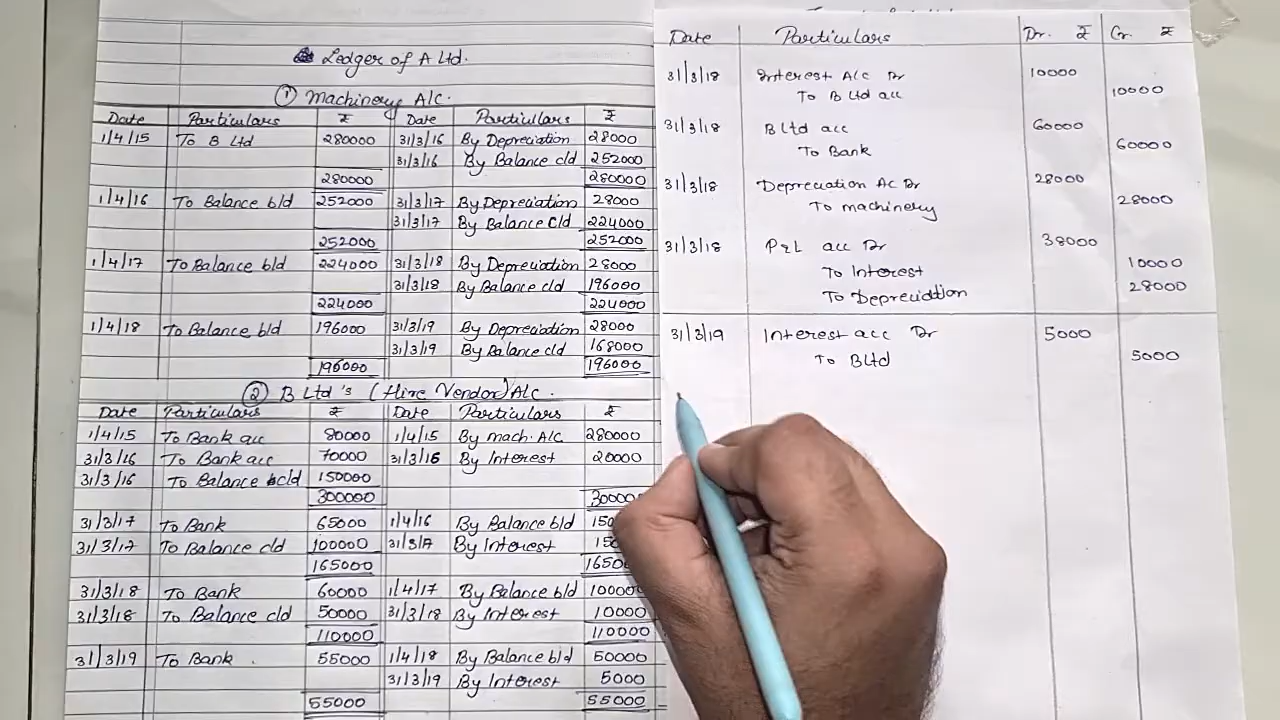 Ledger of A Ltd.
① Machinery A/c.
Date Particulars ₹ Date Particulars ₹
1/4/15 To B Ltd 280000 31/3/16 By Depreciation 28000
31/3/16 By Balance c/d 252000
280000 280000
1/4/16 To Balance b/d 252000 31/3/17 By Depreciation 28000
31/3/17 By Balance c/d 224000
252000 252000
1/4/17 To Balance b/d 224000 31/3/18 By Depreciation 28000
31/3/18 By Balance c/d 196000
224000 224000
1/4/18 To Balance b/d 196000 31/3/19 By Depreciation 28000
31/3/19 By Balance c/d 168000
196000 196000
② B Ltd's (Hire Vendor) A/c.
Date Particulars ₹ Date Particulars ₹
1/4/15 To Bank acc 80000 1/4/15 By mach. A/c 280000
31/3/16 To Bank acc 70000 31/3/16 By Interest 20000
31/3/16 To Balance c/d 150000
300000 300000
31/3/17 To Bank 65000 1/4/16 By Balance b/d
31/3/17 To Balance c/d 100000 31/3/17 By Interest
165000
31/3/18 To Bank 60000 1/4/17 By Balance b/d 100000
31/3/18 To Balance c/d 50000 31/3/18 By Interest 10000
110000 110000
31/3/19 To Bank . 55000 1/4/18 By Balance b/d 50000
31/3/19 By Interest 5000
55000 55000
Date Particulars Dr. ₹ Cr. ₹
31/3/18 Interest A/c Dr 10000
To B Ltd acc 10000
31/3/18 B Ltd acc 60000
To Bank 60000
31/3/18 Depreciation Ac Dr 28000
To machinery 28000
31/3/18 P&L acc Dr 38000
To Interest 10000
To Depreciation 28000
31/3/19 Interest acc Dr 5000
To B Ltd 5000